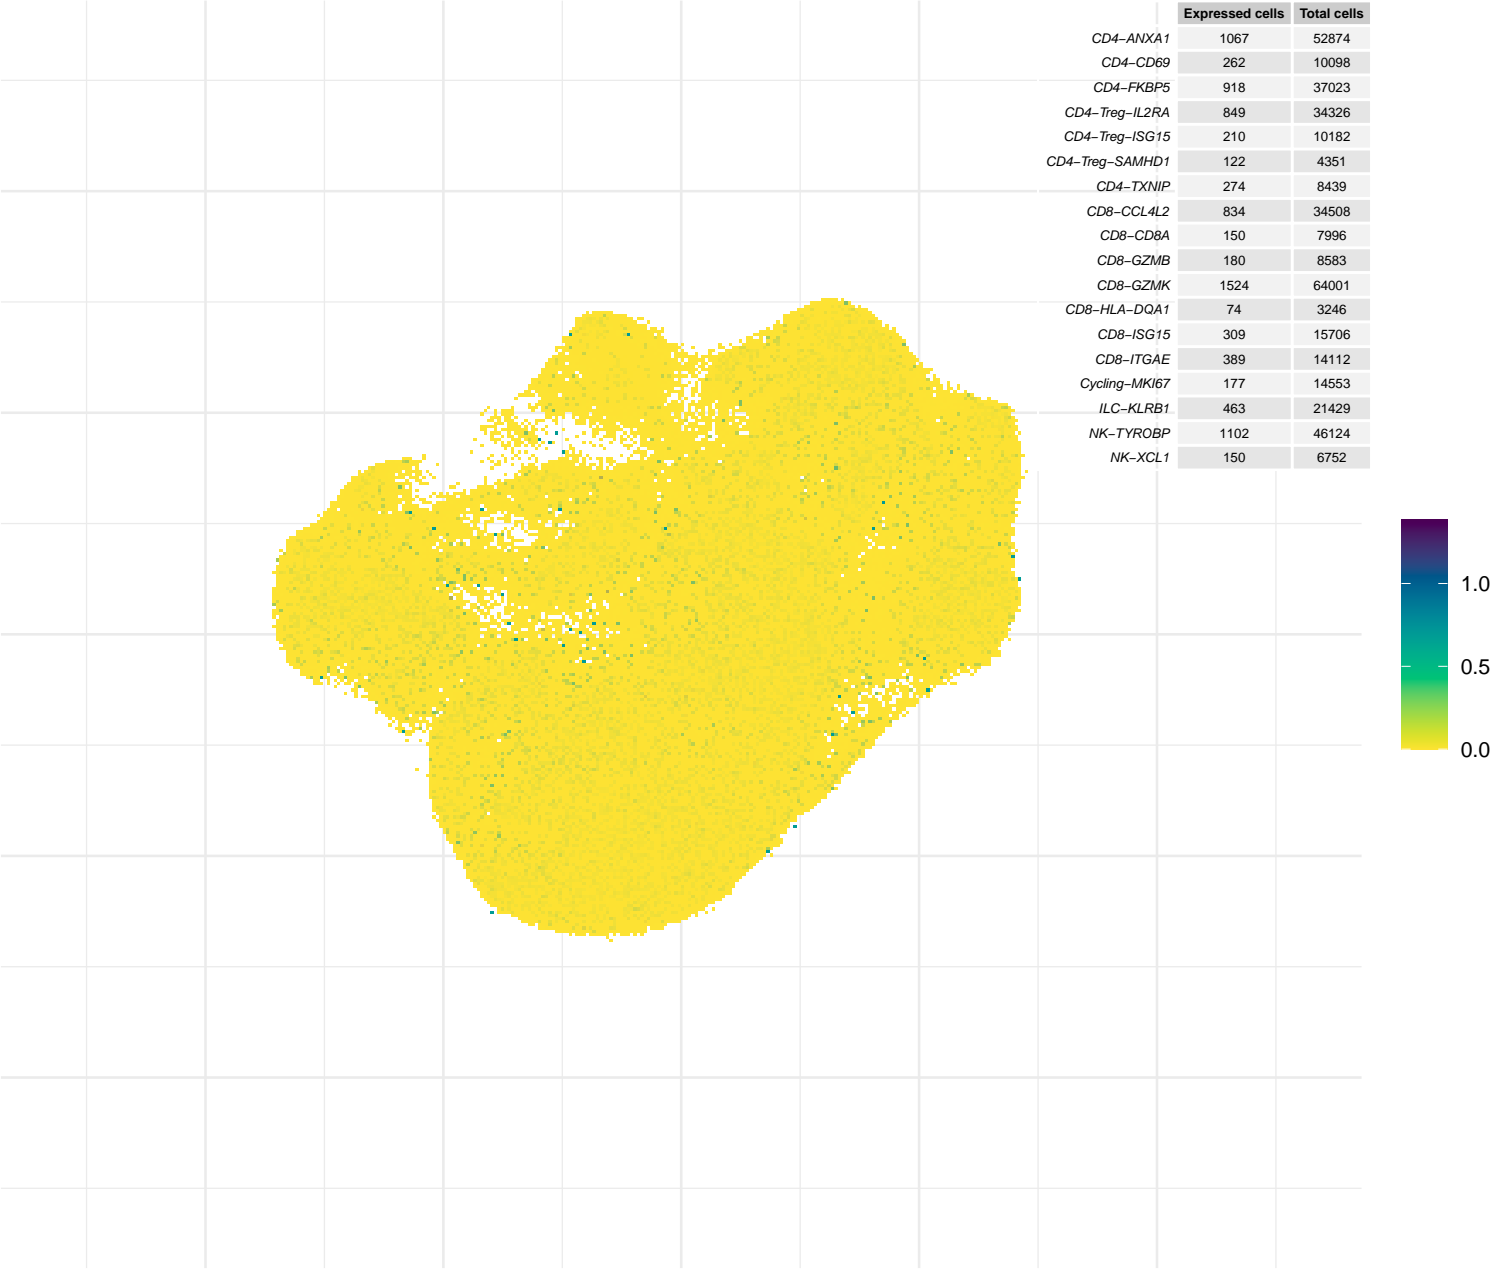 Expressed cells Total cells
CD4−ANXA1 1067 52874
CD4−CD69 262 10098
CD4−FKBP5 918 37023
CD4−Treg−IL2RA 849 34326
CD4−Treg−ISG15 210 10182
CD4−Treg−SAMHD1 122 4351
CD4−TXNIP 274 8439
CD8−CCL4L2 834 34508
CD8−CD8A 150 7996
CD8−GZMB 180 8583
CD8−GZMK 1524 64001
CD8−HLA−DQA1 74 3246
CD8−ISG15 309 15706
CD8−ITGAE 389 14112
Cycling−MKI67 177 14553
ILC−KLRB1 463 21429
NK−TYROBP 1102 46124
NK−XCL1 150 6752
1.0
0.5
0.0